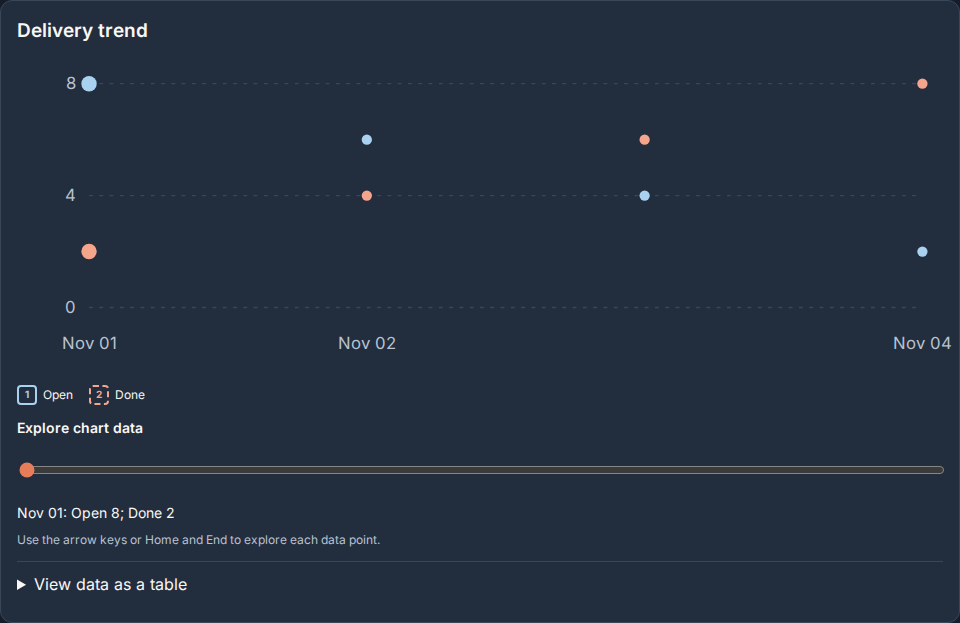 Delivery trend
8
4
0
Nov 01 Nov 02 Nov 04
1 Open 2 Done
Explore chart data
Nov 01: Open 8; Done 2
Use the arrow keys or Home and End to explore each data point.
View data as a table